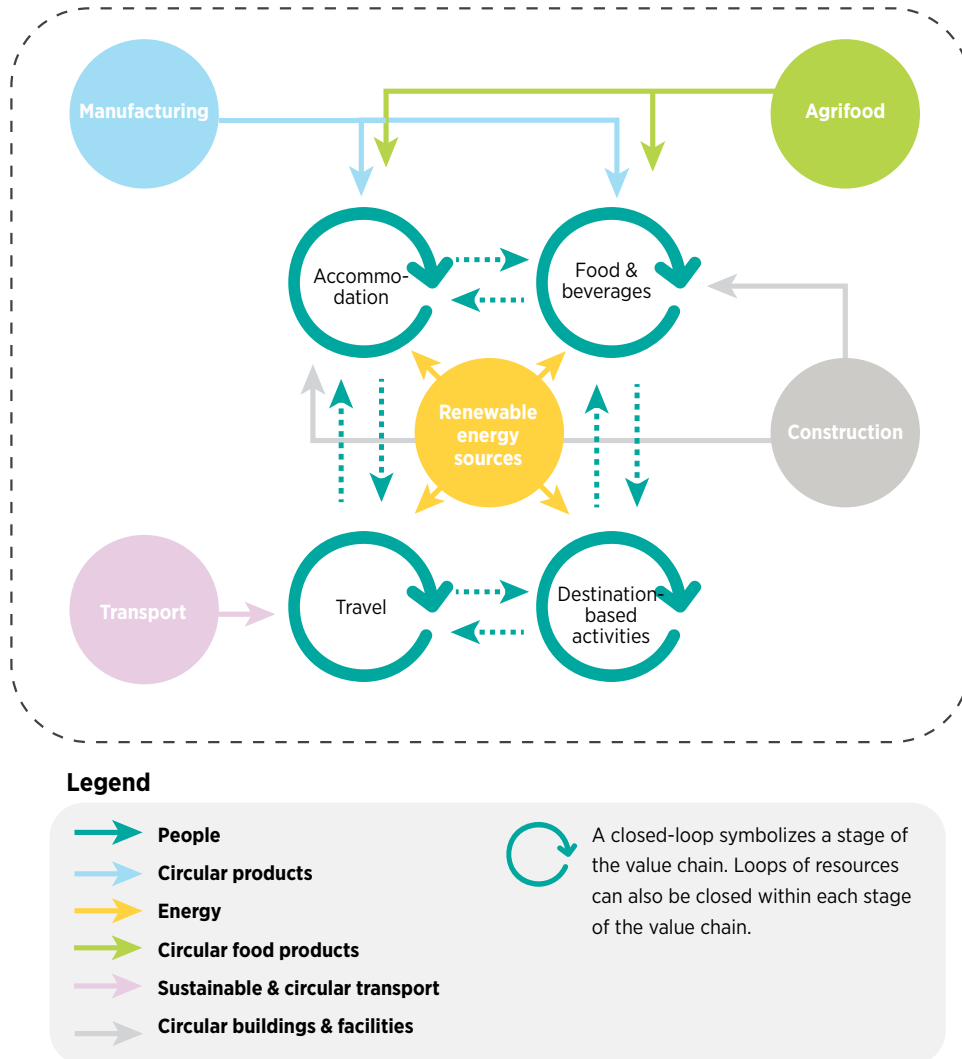 Manufacturing
Agrifood
Accommo-
dation
Food &
beverages
Renewable
energy
sources
Construction
Transport
Travel
Destination-
based
activities
Legend
People
Circular products
Energy
Circular food products
Sustainable & circular transport
Circular buildings & facilities
A closed-loop symbolizes a stage of
the value chain. Loops of resources
can also be closed within each stage
of the value chain.